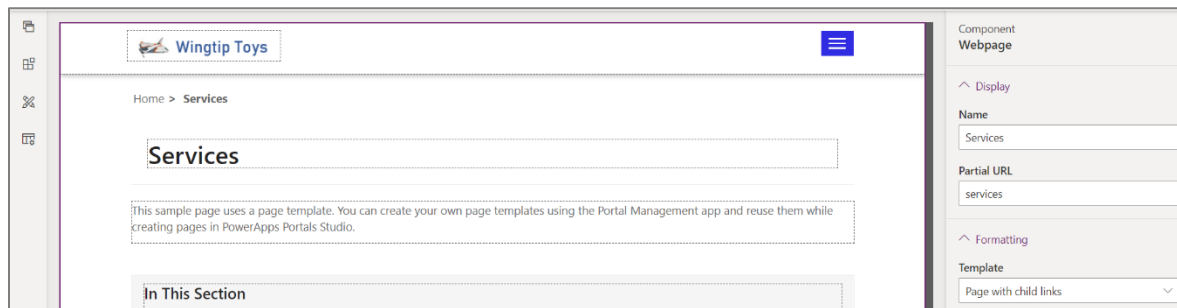 Wingtip Toys
Home > Services
Services
This sample page uses a page template. You can create your own page templates using the Portal Management app and reuse them while
creating pages in PowerApps Portals Studio.
In This Section
Component
Webpage
Display
Name
Services
Partial URL
services
Formatting
Template
Page with child links